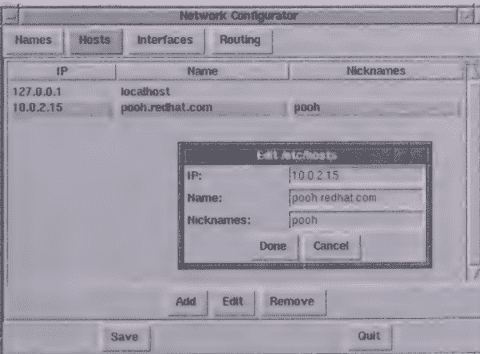 Network Configurator
Names Hosts Interfaces Routing
IP Name Nicknames
127.0.0.1 localhost
10.0.2.15 pooh.redhat.com pooh
Edit /etc/hosts
IP: 10.0.2.15
Name: pooh.redhat.com
Nicknames: pooh
Done Cancel
Add Edit Remove
Save Quit